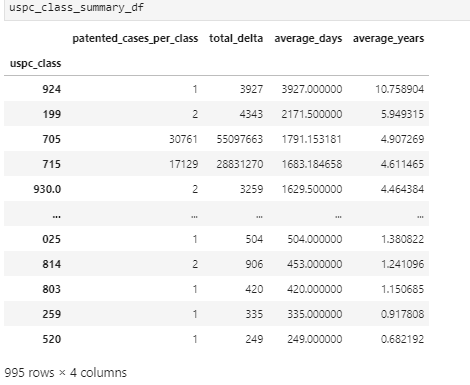 uspc_class_summary_df
patented_cases_per_class total_delta average_days average_years
uspc_class
924 1 3927 3927.000000 10.758904
199 2 4343 2171.500000 5.949315
705 30761 55097663 1791.153181 4.907269
715 17129 28831270 1683.184658 4.611465
930.0 2 3259 1629.500000 4.464384
... ... ... ... ...
025 1 504 504.000000 1.380822
814 2 906 453.000000 1.241096
803 1 420 420.000000 1.150685
259 1 335 335.000000 0.917808
520 1 249 249.000000 0.682192
995 rows × 4 columns